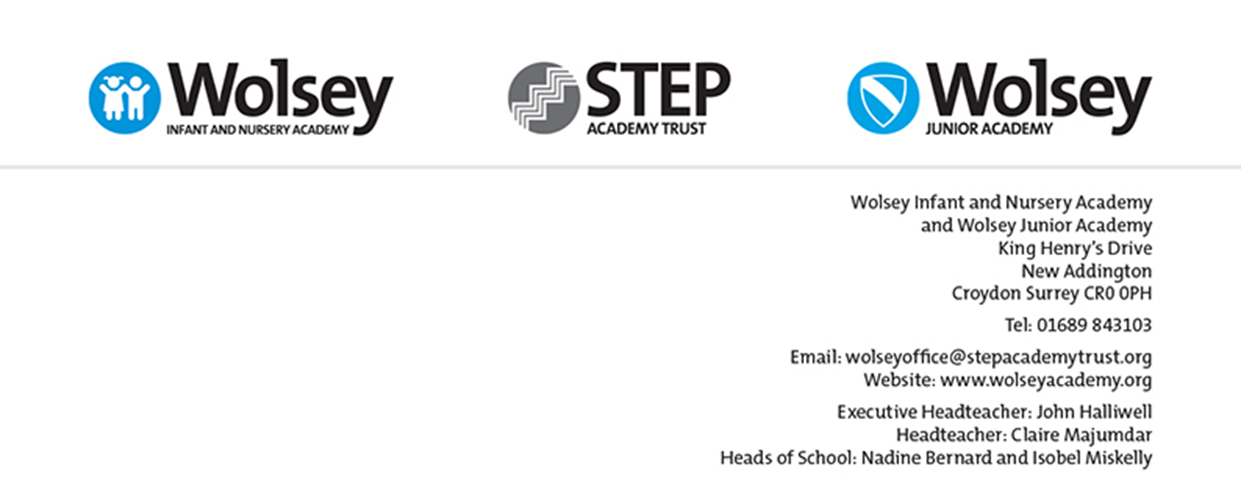 Wolsey
INFANT AND NURSERY ACADEMY
STEP
ACADEMY TRUST
Wolsey
JUNIOR ACADEMY
Wolsey Infant and Nursery Academy
and Wolsey Junior Academy
King Henry’s Drive
New Addington
Croydon Surrey CR0 0PH
Tel: 01689 843103
Email: wolseyoffice@stepacademytrust.org
Website: www.wolseyacademy.org
Executive Headteacher: John Halliwell
Headteacher: Claire Majumdar
Heads of School: Nadine Bernard and Isobel Miskelly